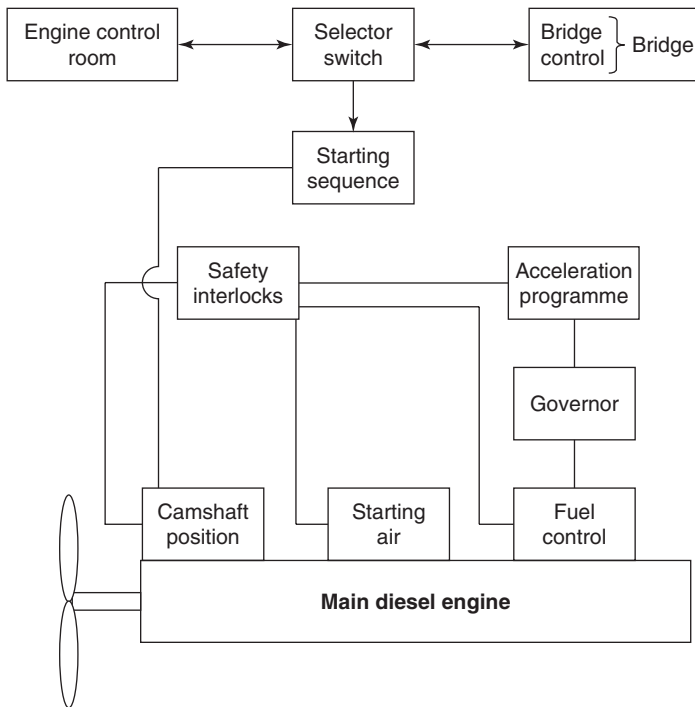 Engine control
room
Selector
switch
Bridge
control
Bridge
Starting
sequence
Safety
interlocks
Acceleration
programme
Governor
Camshaft
position
Starting
air
Fuel
control
Main diesel engine